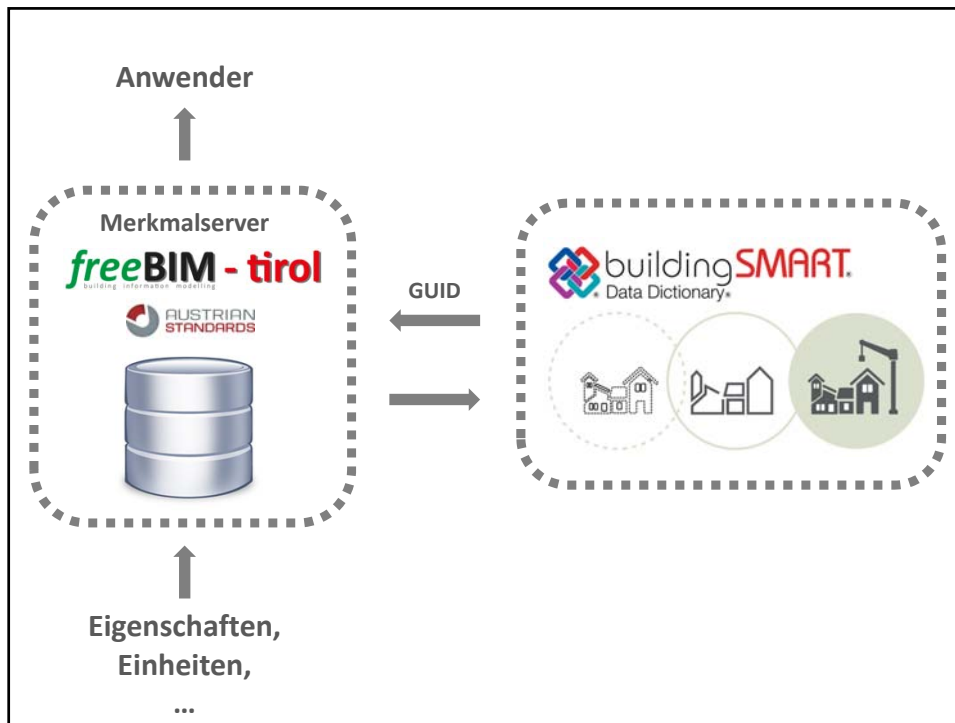 Anwender
Merkmalserver
freeBIM - tirol
building information modelling
AUSTRIAN
STANDARDS
GUID
buildingSMART®
Data Dictionary®
Eigenschaften,
Einheiten,
...